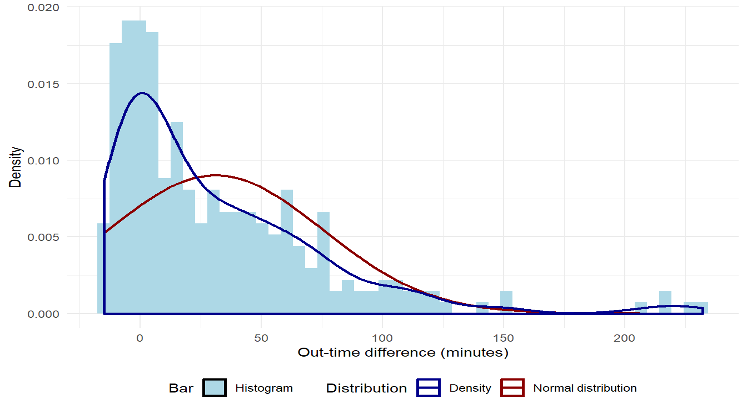 0.020
0.015
0.010
0.005
0.000
Density
0 50 100 150 200
Out-time difference (minutes)
Bar Histogram Distribution Density Normal distribution